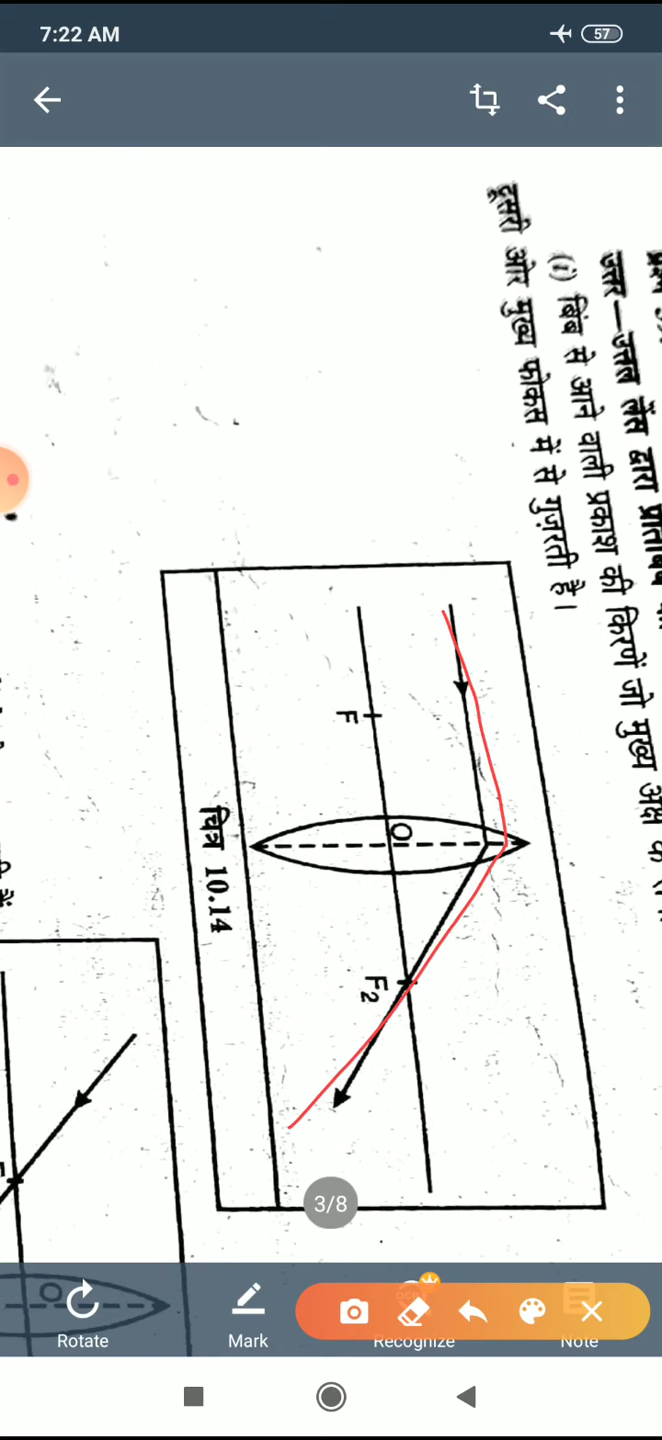 7:22 AM
57
उत्तर—उत्तल लेंस द्वारा
(i) बिंब से आने वाली प्रकाश की किरणें जो मुख्य अक्ष के
दूसरी ओर मुख्य फोकस में से गुज़रती हैं।
F
O
F2
चित्र 10.14
O
3/8
Rotate
Mark
Recognize
Note